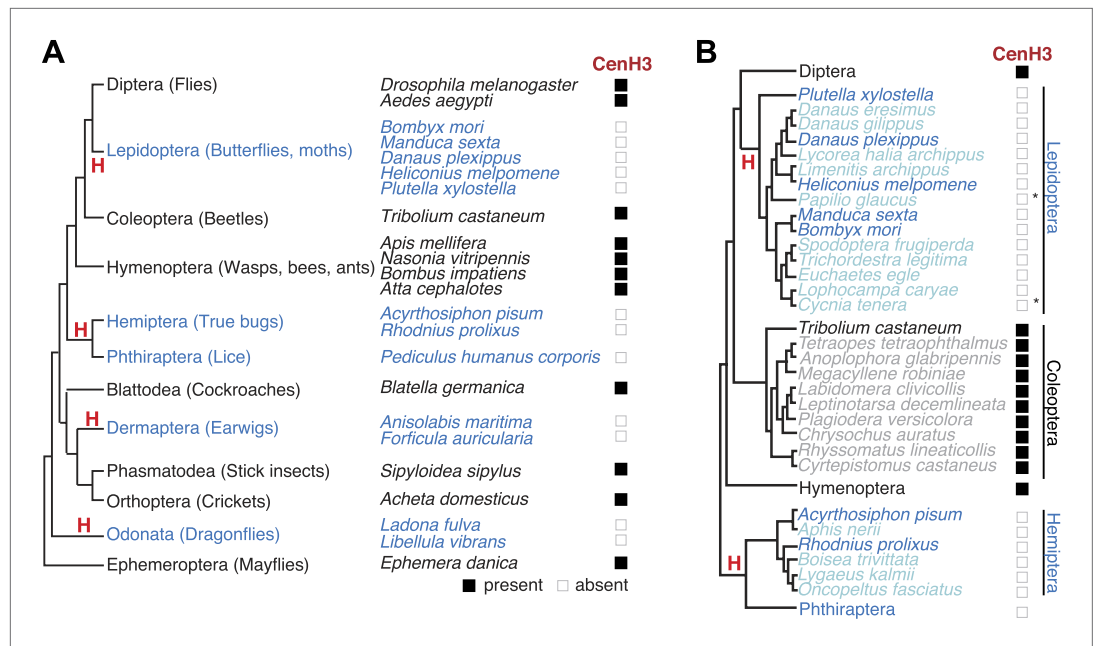 A
CenH3
Diptera (Flies)
Drosophila melanogaster
Aedes aegypti
Lepidoptera (Butterflies, moths)
H
Bombyx mori
Manduca sexta
Danaus plexippus
Heliconius melpomene
Plutella xylostella
Coleoptera (Beetles)
Tribolium castaneum
Hymenoptera (Wasps, bees, ants)
Apis mellifera
Nasonia vitripennis
Bombus impatiens
Atta cephalotes
Hemiptera (True bugs)
H
Acyrthosiphon pisum
Rhodnius prolixus
Phthiraptera (Lice)
Pediculus humanus corporis
Blattodea (Cockroaches)
Blatella germanica
H
Dermaptera (Earwigs)
Anisolabis maritima
Forficula auricularia
Phasmatodea (Stick insects)
Sipyloidea sipylus
Orthoptera (Crickets)
Acheta domesticus
H
Odonata (Dragonflies)
Ladona fulva
Libellula vibrans
Ephemeroptera (Mayflies)
Ephemera danica
present
absent
B
CenH3
Diptera
Plutella xylostella
Danaus eresimus
Danaus gilippus
Danaus plexippus
Lycorea halia archippus
H
Limenitis archippus
Heliconius melpomene
Papilio glaucus *
Manduca sexta
Bombyx mori
Spodoptera frugiperda
Trichordestra legitima
Euchaetes egle
Lophocampa caryae
Cycnia tenera *
Lepidoptera
Tribolium castaneum
Tetraopes tetraophthalmus
Anoplophora glabripennis
Megacyllene robiniae
Labidomera clivicollis
Leptinotarsa decemlineata
Plagiodera versicolora
Chrysochus auratus
Rhyssomatus lineaticollis
Cyrtepistomus castaneus
Coleoptera
Hymenoptera
Acyrthosiphon pisum
Aphis nerii
Rhodnius prolixus
H
Boisea trivittata
Lygaeus kalmii
Oncopeltus fasciatus
Hemiptera
Phthiraptera